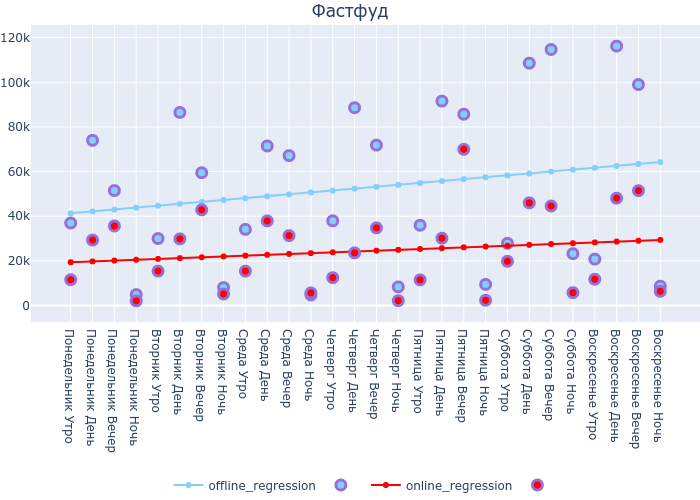 Фастфуд
120k
100k
80k
60k
40k
20k
0
Понедельник Утро
Понедельник День
Понедельник Вечер
Понедельник Ночь
Вторник Утро
Вторник День
Вторник Вечер
Вторник Ночь
Среда Утро
Среда День
Среда Вечер
Среда Ночь
Четверг Утро
Четверг День
Четверг Вечер
Четверг Ночь
Пятница Утро
Пятница День
Пятница Вечер
Пятница Ночь
Суббота Утро
Суббота День
Суббота Вечер
Суббота Ночь
Воскресенье Утро
Воскресенье День
Воскресенье Вечер
Воскресенье Ночь
offline_regression
online_regression